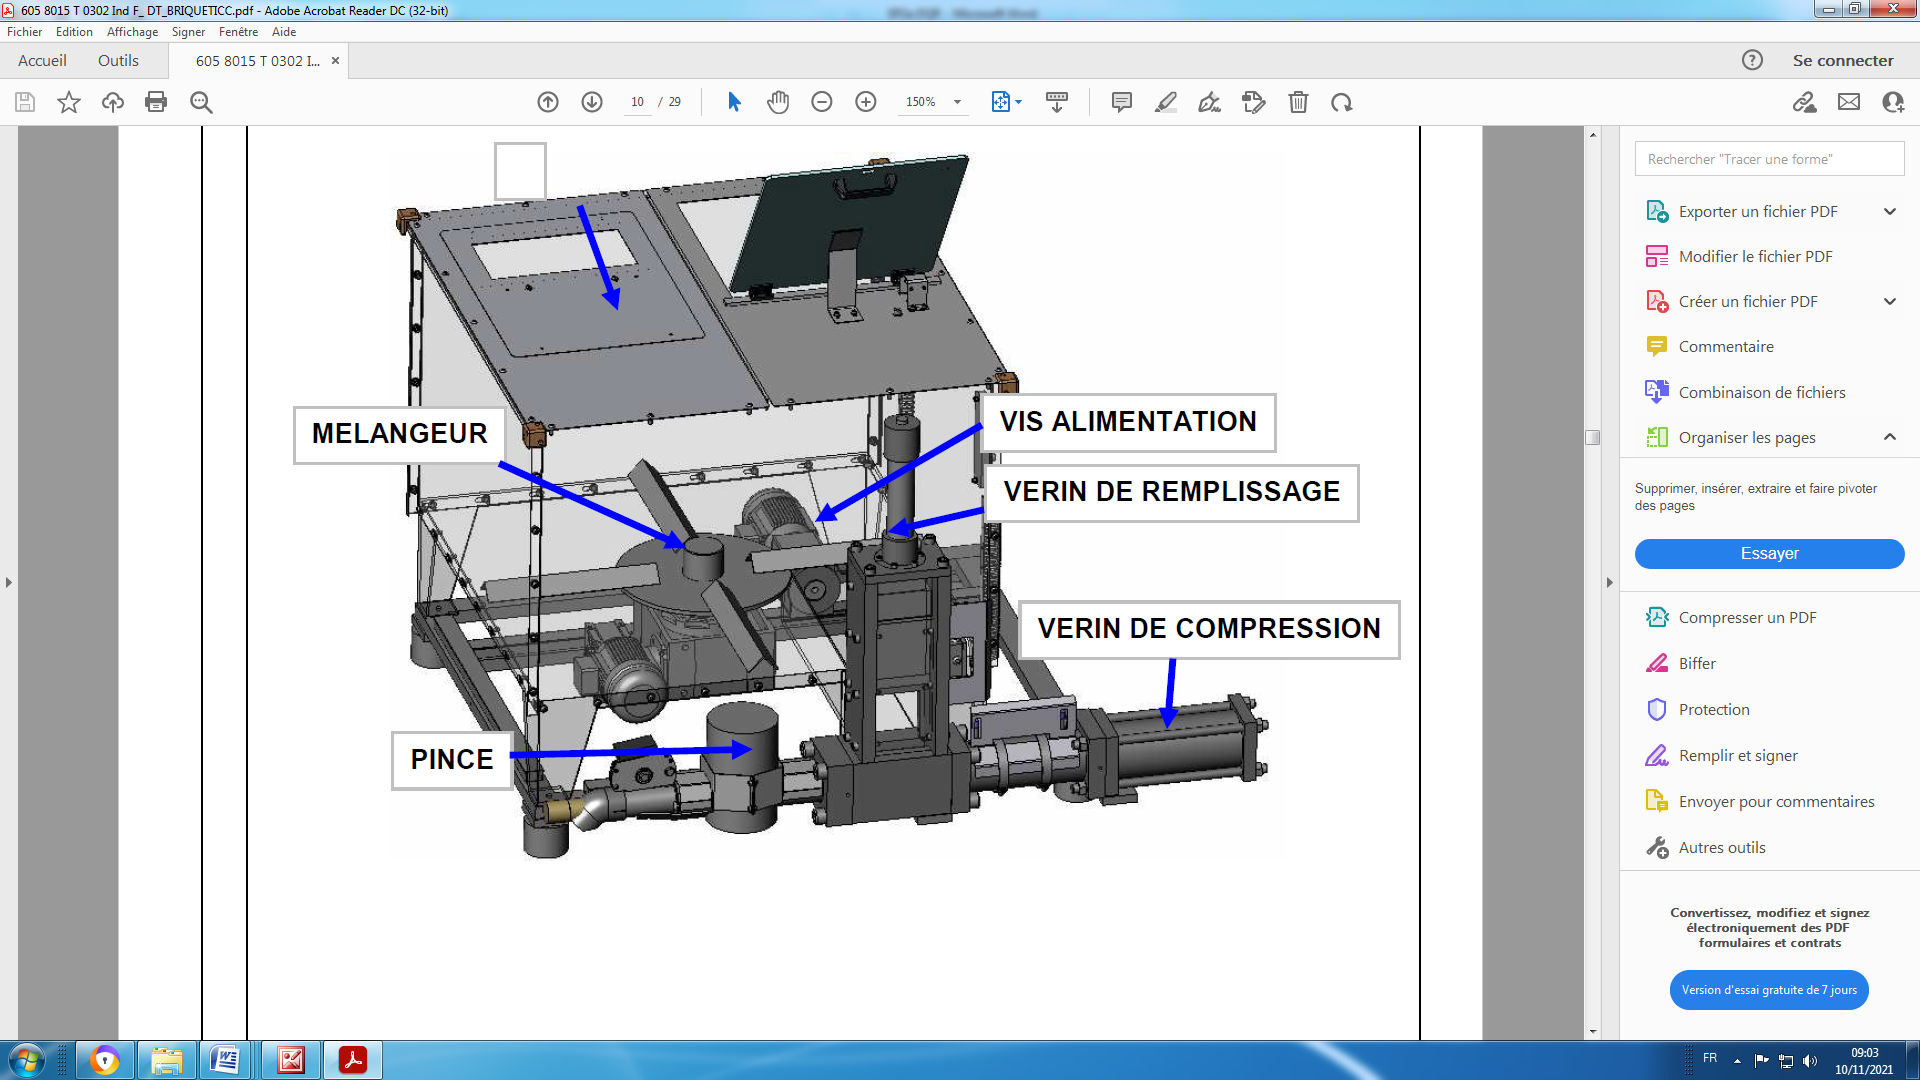 605 8015 T 0302 Ind F_ DT_BRIQUETICC.pdf - Adobe Acrobat Reader DC (32-bit)
Fichier Edition Affichage Signer Fenêtre Aide
Accueil Outils 605 8015 T 0302 I... × Se connecter
10 / 29 150%
MELANGEUR
VIS ALIMENTATION
VERIN DE REMPLISSAGE
VERIN DE COMPRESSION
PINCE
Rechercher "Tracer une forme"
Exporter un fichier PDF
Modifier le fichier PDF
Créer un fichier PDF
Commentaire
Combinaison de fichiers
Organiser les pages
Supprimer, insérer, extraire et faire pivoter
des pages
Essayer
Compresser un PDF
Biffer
Protection
Remplir et signer
Envoyer pour commentaires
Autres outils
Convertissez, modifiez et signez
électroniquement des PDF
formulaires et contrats
Version d'essai gratuite de 7 jours
FR
09:03
10/11/2021